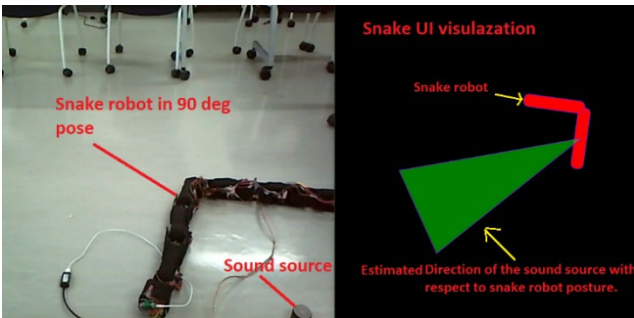 Snake UI visulazation
Snake robot
Snake robot in 90 deg
pose
Sound source
Estimated Direction of the sound source with
respect to snake robot posture.